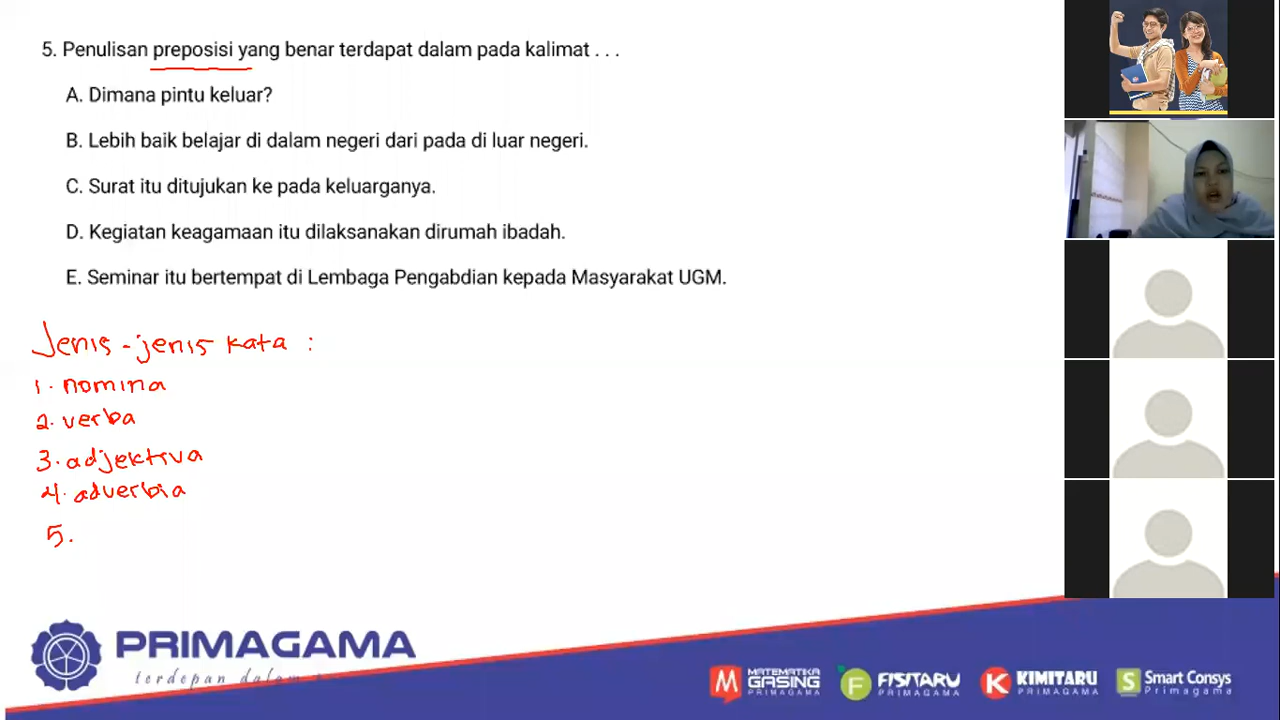 5. Penulisan preposisi yang benar terdapat dalam pada kalimat . . .
A. Dimana pintu keluar?
B. Lebih baik belajar di dalam negeri dari pada di luar negeri.
C. Surat itu ditujukan ke pada keluarganya.
D. Kegiatan keagamaan itu dilaksanakan dirumah ibadah.
E. Seminar itu bertempat di Lembaga Pengabdian kepada Masyarakat UGM.
Jenis-jenis kata :
1. nomina
2. verba
3. adjektiva
4. adverbia
5.
PRIMAGAMA
terdepan dalam
MATEMATIKA
GASING
PRIMAGAMA
F
FISITARU
PRIMAGAMA
K
KIMITARU
PRIMAGAMA
S
Smart Consys
Primagama